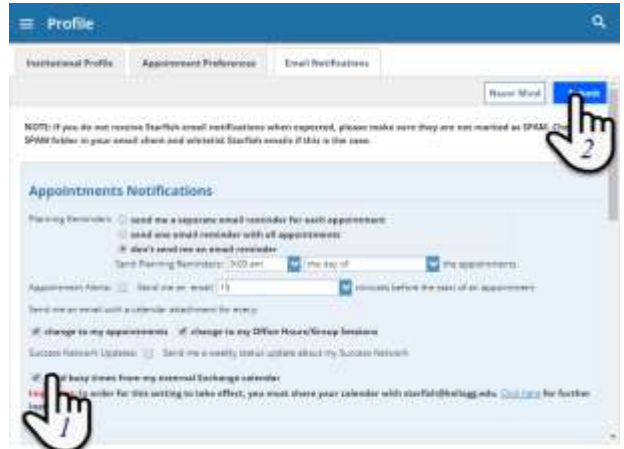 Profile
Institutional Profile Appointment Preferences Email Notifications
Never Mind
NOTE: If you do not receive Starfish email notifications when expected, please make sure they are not marked as SPAM.
SPAM folder in your email client and whitelist Starfish emails if this is the case.
2
Appointments Notifications
Planning Reminders: send me a separate email reminder for each appointment
send one email reminder with all appointments
don't send me an email reminder
Send Planning Reminders: 9:00 am the day of the appointments
Appointment Alerts: Send me an email 15 minutes before the start of an appointment
Send me an email with a calendar attachment for every:
change to my appointments change to my Office Hours/Group Sessions
Success Network Updates: Send me a weekly status update about my Success Network
busy times from my external Exchange calendar
order for this setting to take effect, you must share your calendar with starfish@kellogg.edu. Click here for further
1